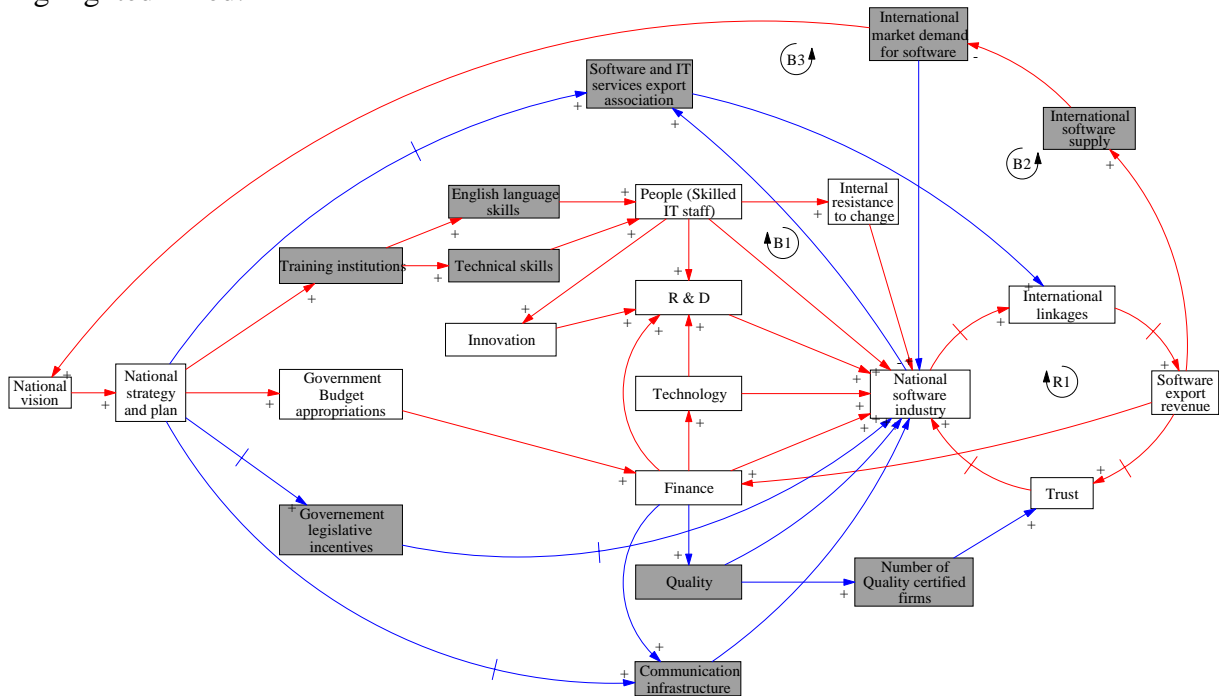 International
market demand
for software
B3
Software and IT
services export
association
International
software
supply
B2
English language
skills
People (Skilled
IT staff)
Internal
resistance
to change
B1
Training institutions
Technical skills
R & D
International
linkages
Innovation
National
vision
National
strategy
and plan
Government
Budget
appropriations
Technology
National
software
industry
R1
Software
export
revenue
Finance
Trust
Governement
legislative
incentives
Quality
Number of
Quality certified
firms
Communication
infrastructure